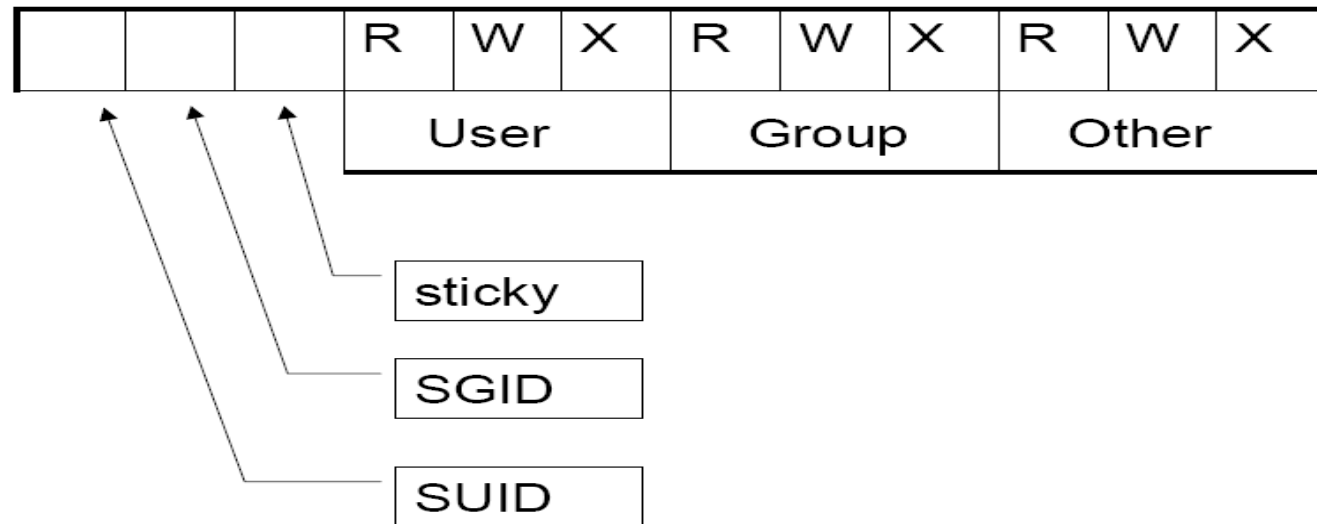 R W X R W X R W X
User Group Other
sticky
SGID
SUID